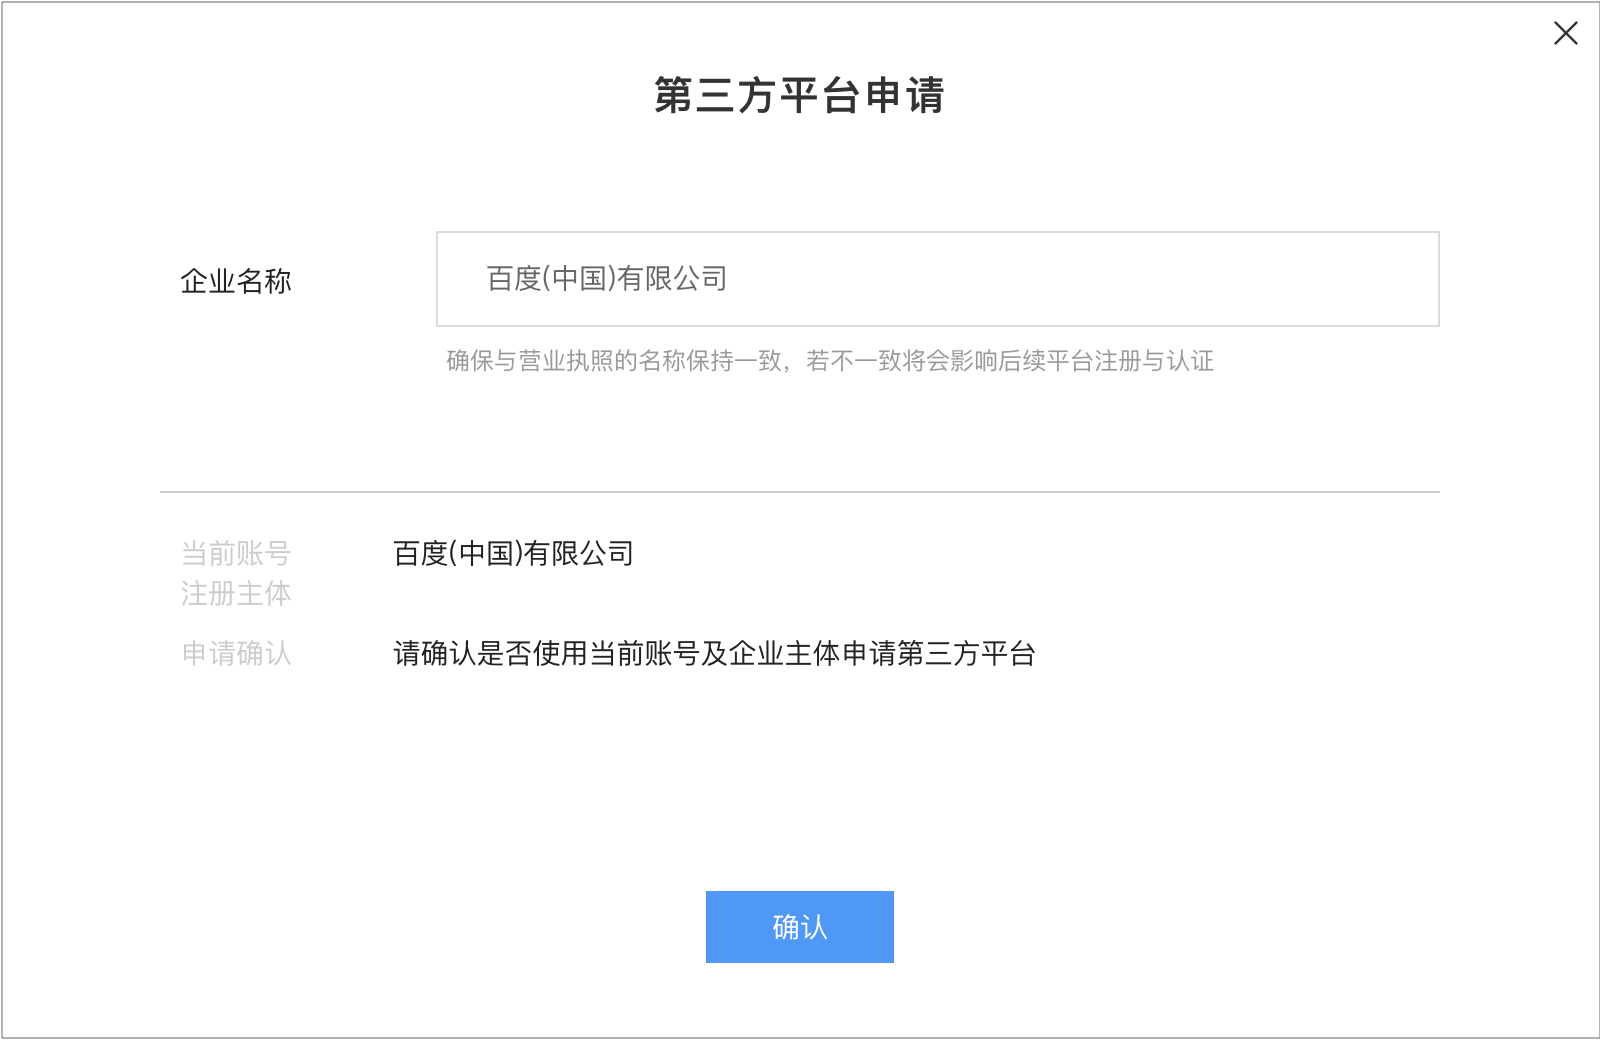 第三方平台申请
企业名称
百度(中国)有限公司
确保与营业执照的名称保持一致，若不一致将会影响后续平台注册与认证
当前账号
注册主体
百度(中国)有限公司
申请确认
请确认是否使用当前账号及企业主体申请第三方平台
确认